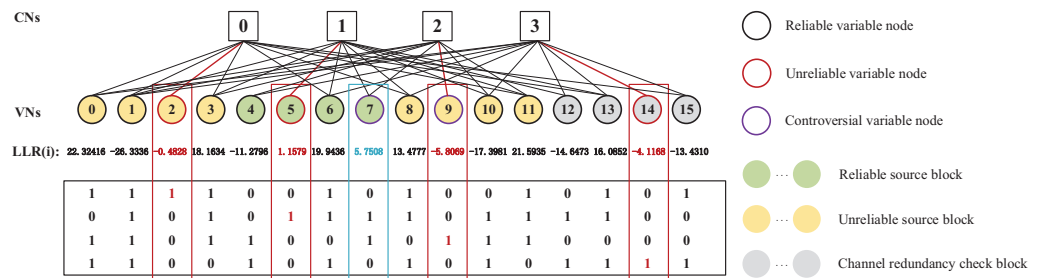 CNs
0 1 2 3
VNs
0 1 2 3 4 5 6 7 8 9 10 11 12 13 14 15
LLR(i): 22.32416 -26.3336 -0.4828 18.1634 -11.2796 1.1579 19.9436 5.7508 13.4777 -5.8069 -17.3981 21.5935 -14.6473 16.0852 -4.1168 -13.4310
1 1 1 1 0 0 1 0 1 0 0 1 0 1 0 1
0 1 0 1 0 1 1 1 1 0 1 1 1 1 0 0
1 1 0 1 1 0 0 1 0 1 1 1 0 0 0 0
1 1 0 0 1 0 1 0 1 0 1 0 1 1 1 0
Reliable variable node
Unreliable variable node
Controversial variable node
... Reliable source block
... Unreliable source block
... Channel redundancy check block